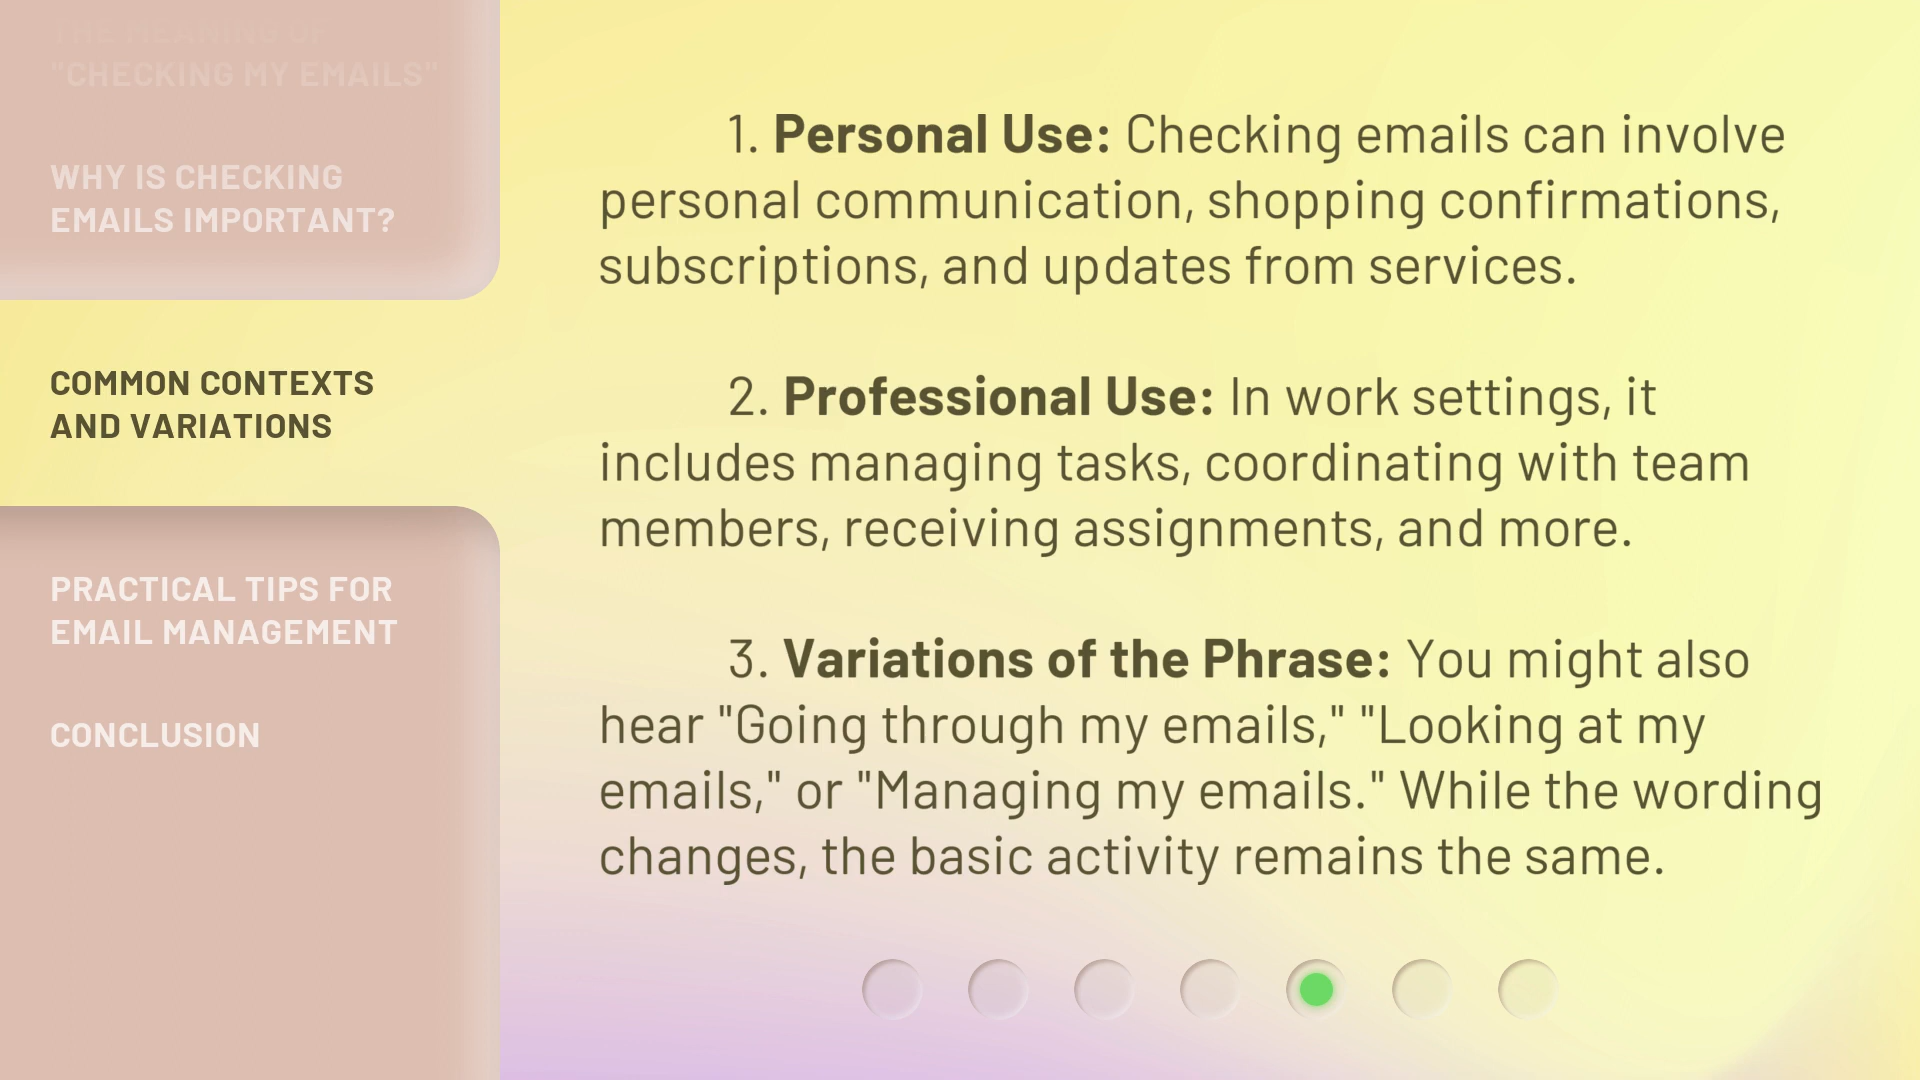 THE MEANING OF
"CHECKING MY EMAILS"
WHY IS CHECKING
EMAILS IMPORTANT?
COMMON CONTEXTS
AND VARIATIONS
PRACTICAL TIPS FOR
EMAIL MANAGEMENT
CONCLUSION
1. Personal Use: Checking emails can involve
personal communication, shopping confirmations,
subscriptions, and updates from services.
2. Professional Use: In work settings, it
includes managing tasks, coordinating with team
members, receiving assignments, and more.
3. Variations of the Phrase: You might also
hear "Going through my emails," "Looking at my
emails," or "Managing my emails." While the wording
changes, the basic activity remains the same.